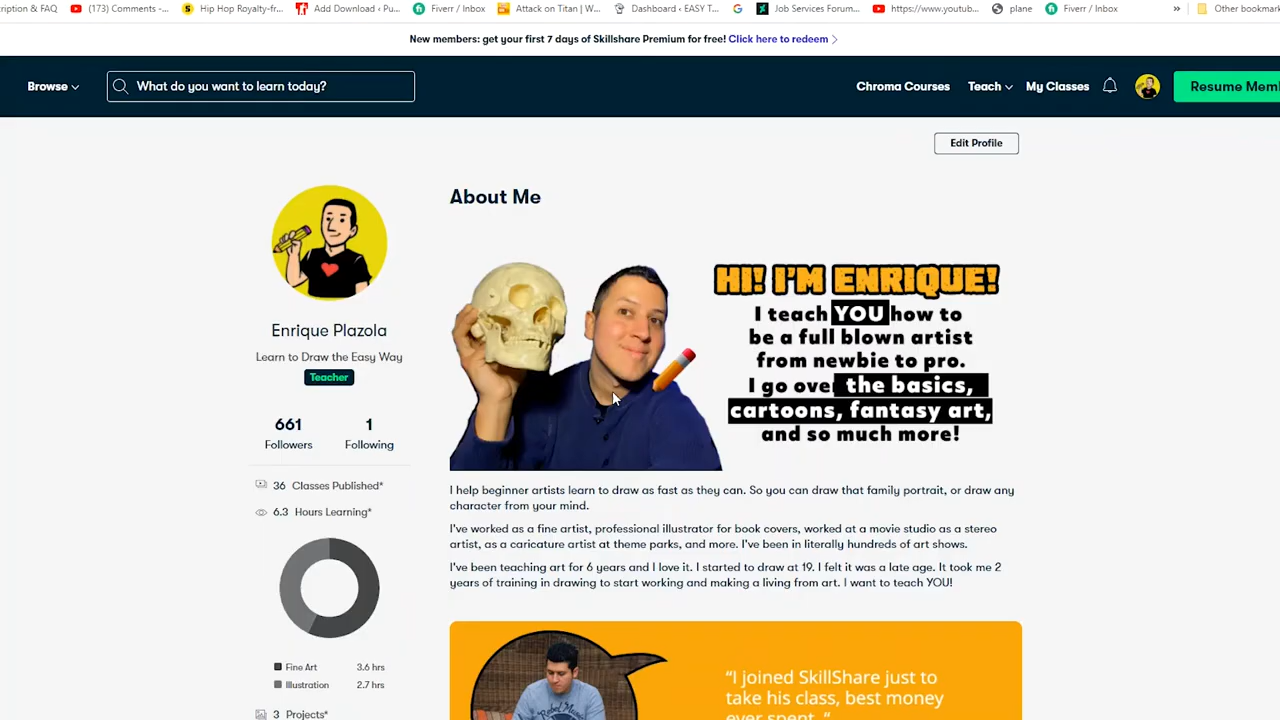 cription & FAQ (173) Comments -... Hip Hop Royalty-fr... Add Download ‹ Pu... Fiverr / Inbox Attack on Titan | W... Dashboard ‹ EASY T... Job Services Forum... https://www.youtub... plane Fiverr / Inbox » Other bookmar
New members: get your first 7 days of Skillshare Premium for free! Click here to redeem >
Browse What do you want to learn today? Chroma Courses Teach My Classes Resume Mem
Edit Profile
About Me
HI! I'M ENRIQUE!
I teach YOU how to
be a full blown artist
from newbie to pro.
I go over the basics,
cartoons, fantasy art,
and so much more!
Enrique Plazola
Learn to Draw the Easy Way
Teacher
661 1
Followers Following
36 Classes Published*
6.3 Hours Learning*
Fine Art 3.6 hrs
Illustration 2.7 hrs
3 Projects*
I help beginner artists learn to draw as fast as they can. So you can draw that family portrait, or draw any
character from your mind.
I've worked as a fine artist, professional illustrator for book covers, worked at a movie studio as a stereo
artist, as a caricature artist at theme parks, and more. I've been in literally hundreds of art shows.
I've been teaching art for 6 years and I love it. I started to draw at 19. I felt it was a late age. It took me 2
years of training in drawing to start working and making a living from art. I want to teach YOU!
"I joined SkillShare just to
take his class, best money
ever spent. "